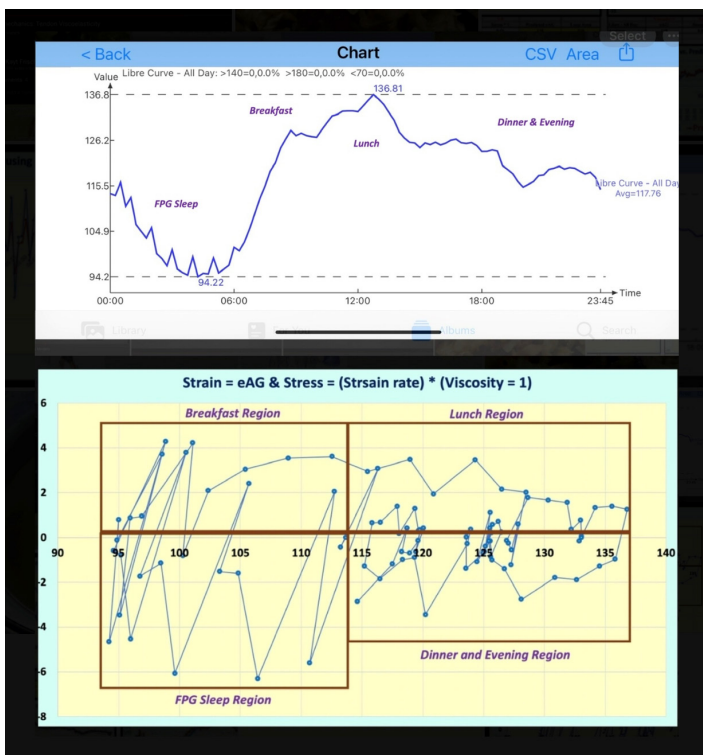 Select
< Back Chart CSV Area
Value Libre Curve - All Day: >140=0,0.0% >180=0,0.0% <70=0,0.0%
136.8
136.81
Breakfast
Dinner & Evening
126.2
Lunch
115.5
Libre Curve - All Day
Avg=117.76
FPG Sleep
104.9
94.2
94.22
00:00 06:00 12:00 18:00 23:45
Time
Library Albums Search
Strain = eAG & Stress = (Strsain rate) * (Viscosity = 1)
6
Breakfast Region Lunch Region
4
2
0
90 95 100 105 110 115 120 125 130 135 140
-2
-4
Dinner and Evening Region
-6
FPG Sleep Region
-8